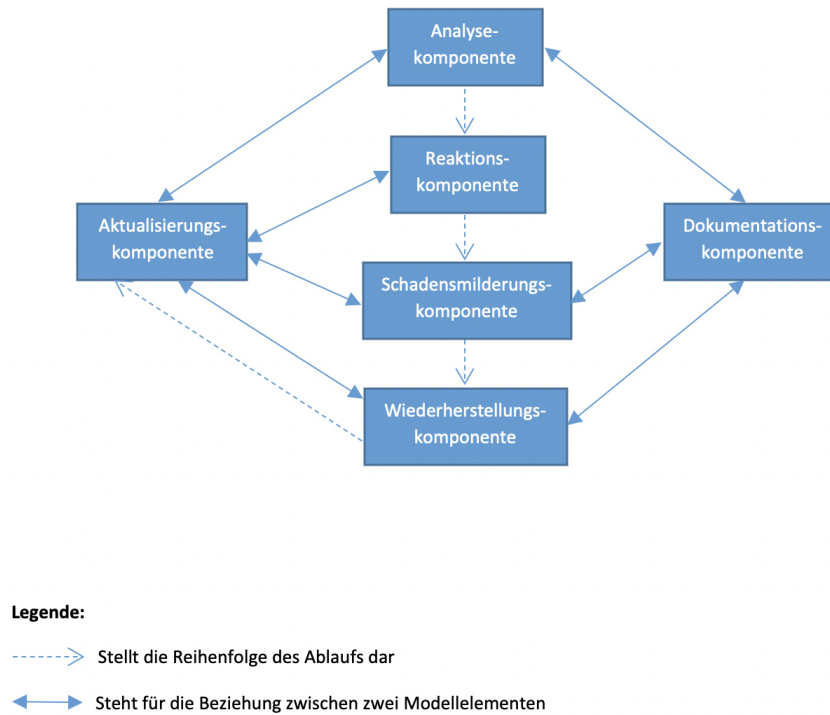 Analyse-
komponente
Reaktions-
komponente
Aktualisierungs-
komponente
Dokumentations-
komponente
Schadensmilderungs-
komponente
Wiederherstellungs-
komponente
Legende:
Stellt die Reihenfolge des Ablaufs dar
Steht für die Beziehung zwischen zwei Modellelementen